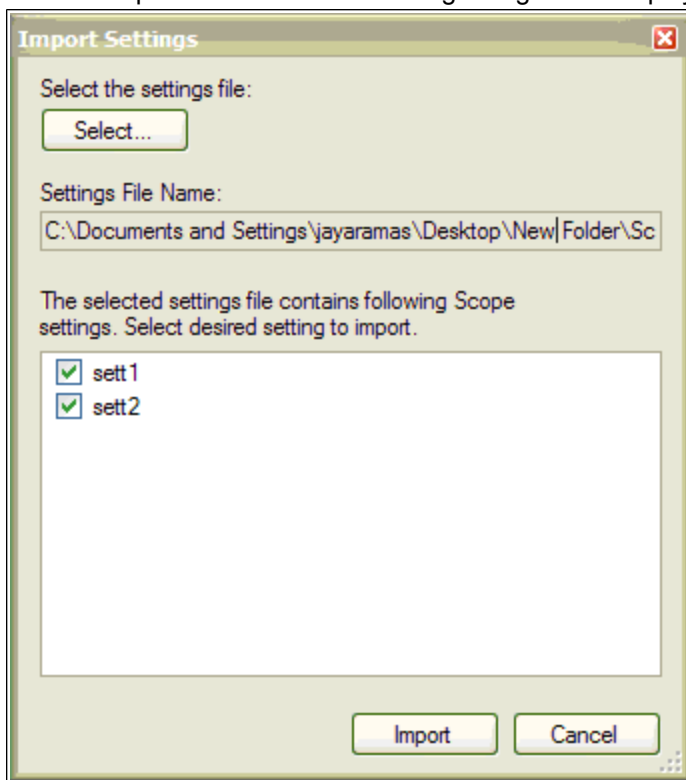 Import Settings
Select the settings file:
Select...
Settings File Name:
C:\Documents and Settings\jayaramas\Desktop\New Folder\Sc
The selected settings file contains following Scope
settings. Select desired setting to import.
sett1
sett2
Import
Cancel